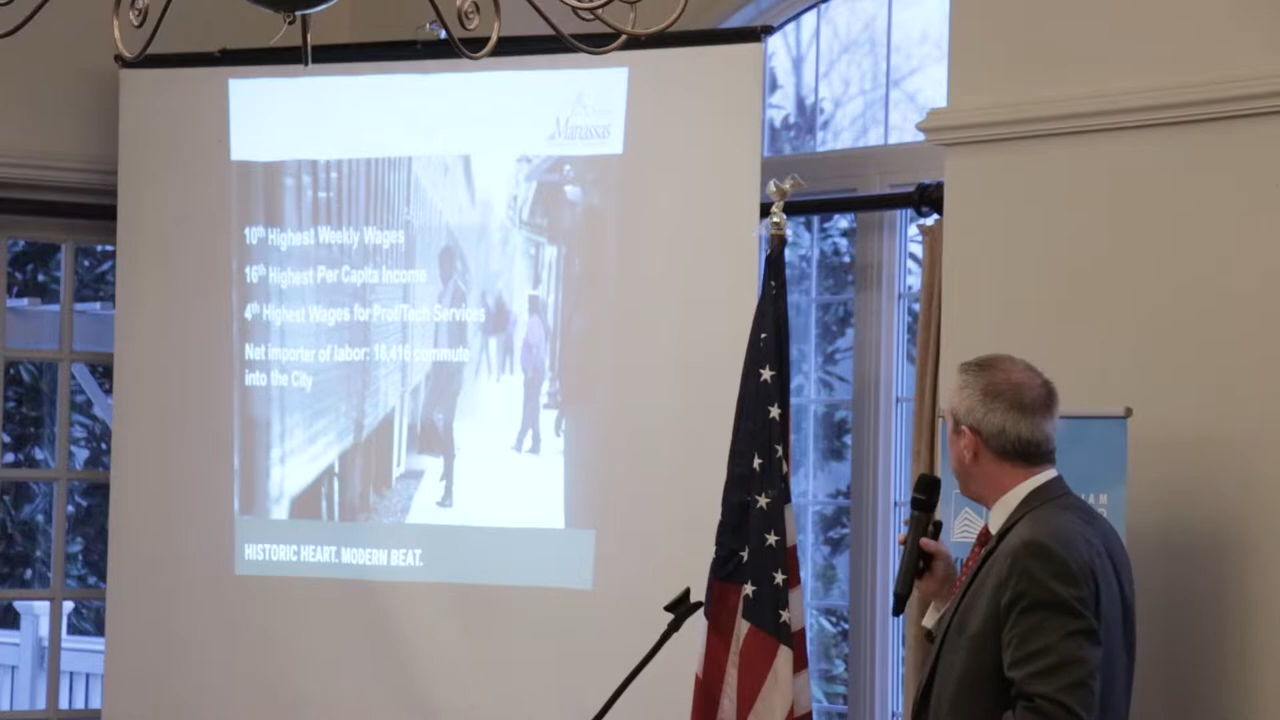 Manassas
10th Highest Weekly Wages
16th Highest Per Capita Income
4th Highest Wages for Prof/Tech Services
Net importer of labor: 18,416 commute
into the City
HISTORIC HEART. MODERN BEAT.